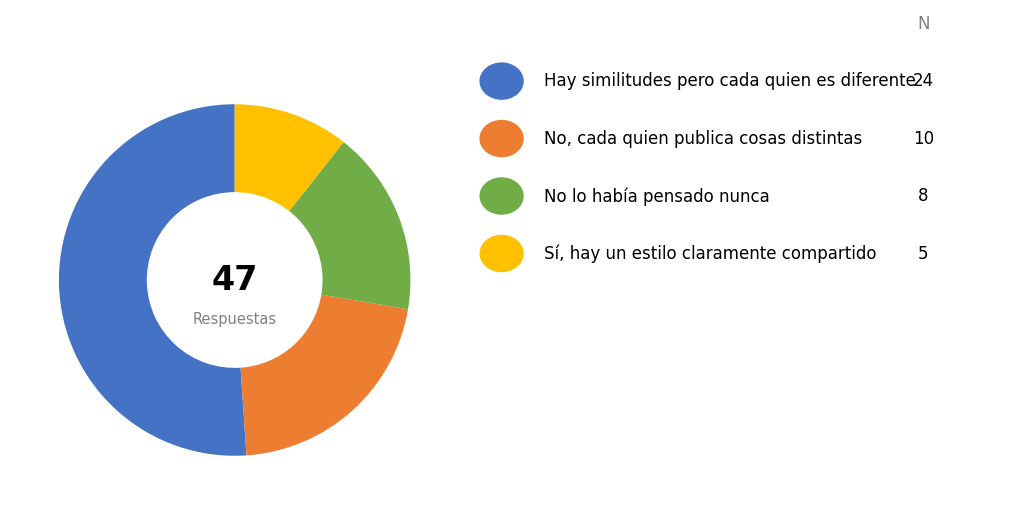 N
Hay similitudes pero cada quien es diferente 24
No, cada quien publica cosas distintas 10
No lo había pensado nunca 8
Sí, hay un estilo claramente compartido 5
47
Respuestas